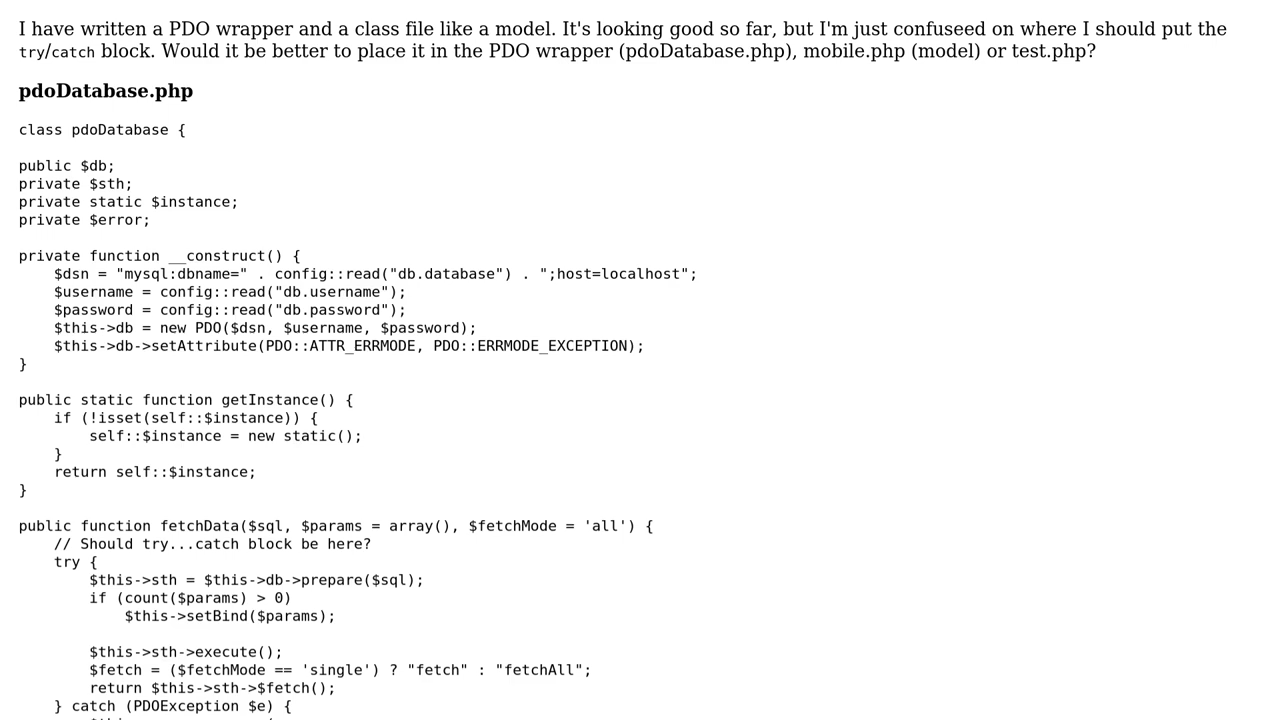 I have written a PDO wrapper and a class file like a model. It's looking good so far, but I'm just confuseed on where I should put the
try/catch block. Would it be better to place it in the PDO wrapper (pdoDatabase.php), mobile.php (model) or test.php?
pdoDatabase.php
class pdoDatabase {
public $db;
private $sth;
private static $instance;
private $error;
private function __construct() {
    $dsn = "mysql:dbname=" . config::read("db.database") . ";host=localhost";
    $username = config::read("db.username");
    $password = config::read("db.password");
    $this->db = new PDO($dsn, $username, $password);
    $this->db->setAttribute(PDO::ATTR_ERRMODE, PDO::ERRMODE_EXCEPTION);
}
public static function getInstance() {
    if (!isset(self::$instance)) {
        self::$instance = new static();
    }
    return self::$instance;
}
public function fetchData($sql, $params = array(), $fetchMode = 'all') {
    // Should try...catch block be here?
    try {
        $this->sth = $this->db->prepare($sql);
        if (count($params) > 0)
            $this->setBind($params);
        $this->sth->execute();
        $fetch = ($fetchMode == 'single') ? "fetch" : "fetchAll";
        return $this->sth->$fetch();
    } catch (PDOException $e) {